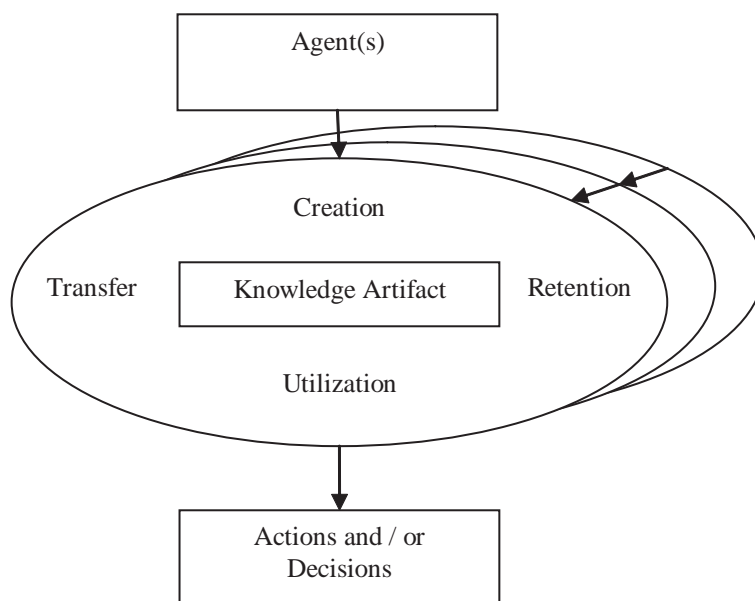 Agent(s)
Creation
Transfer
Knowledge Artifact
Retention
Utilization
Actions and / or
Decisions